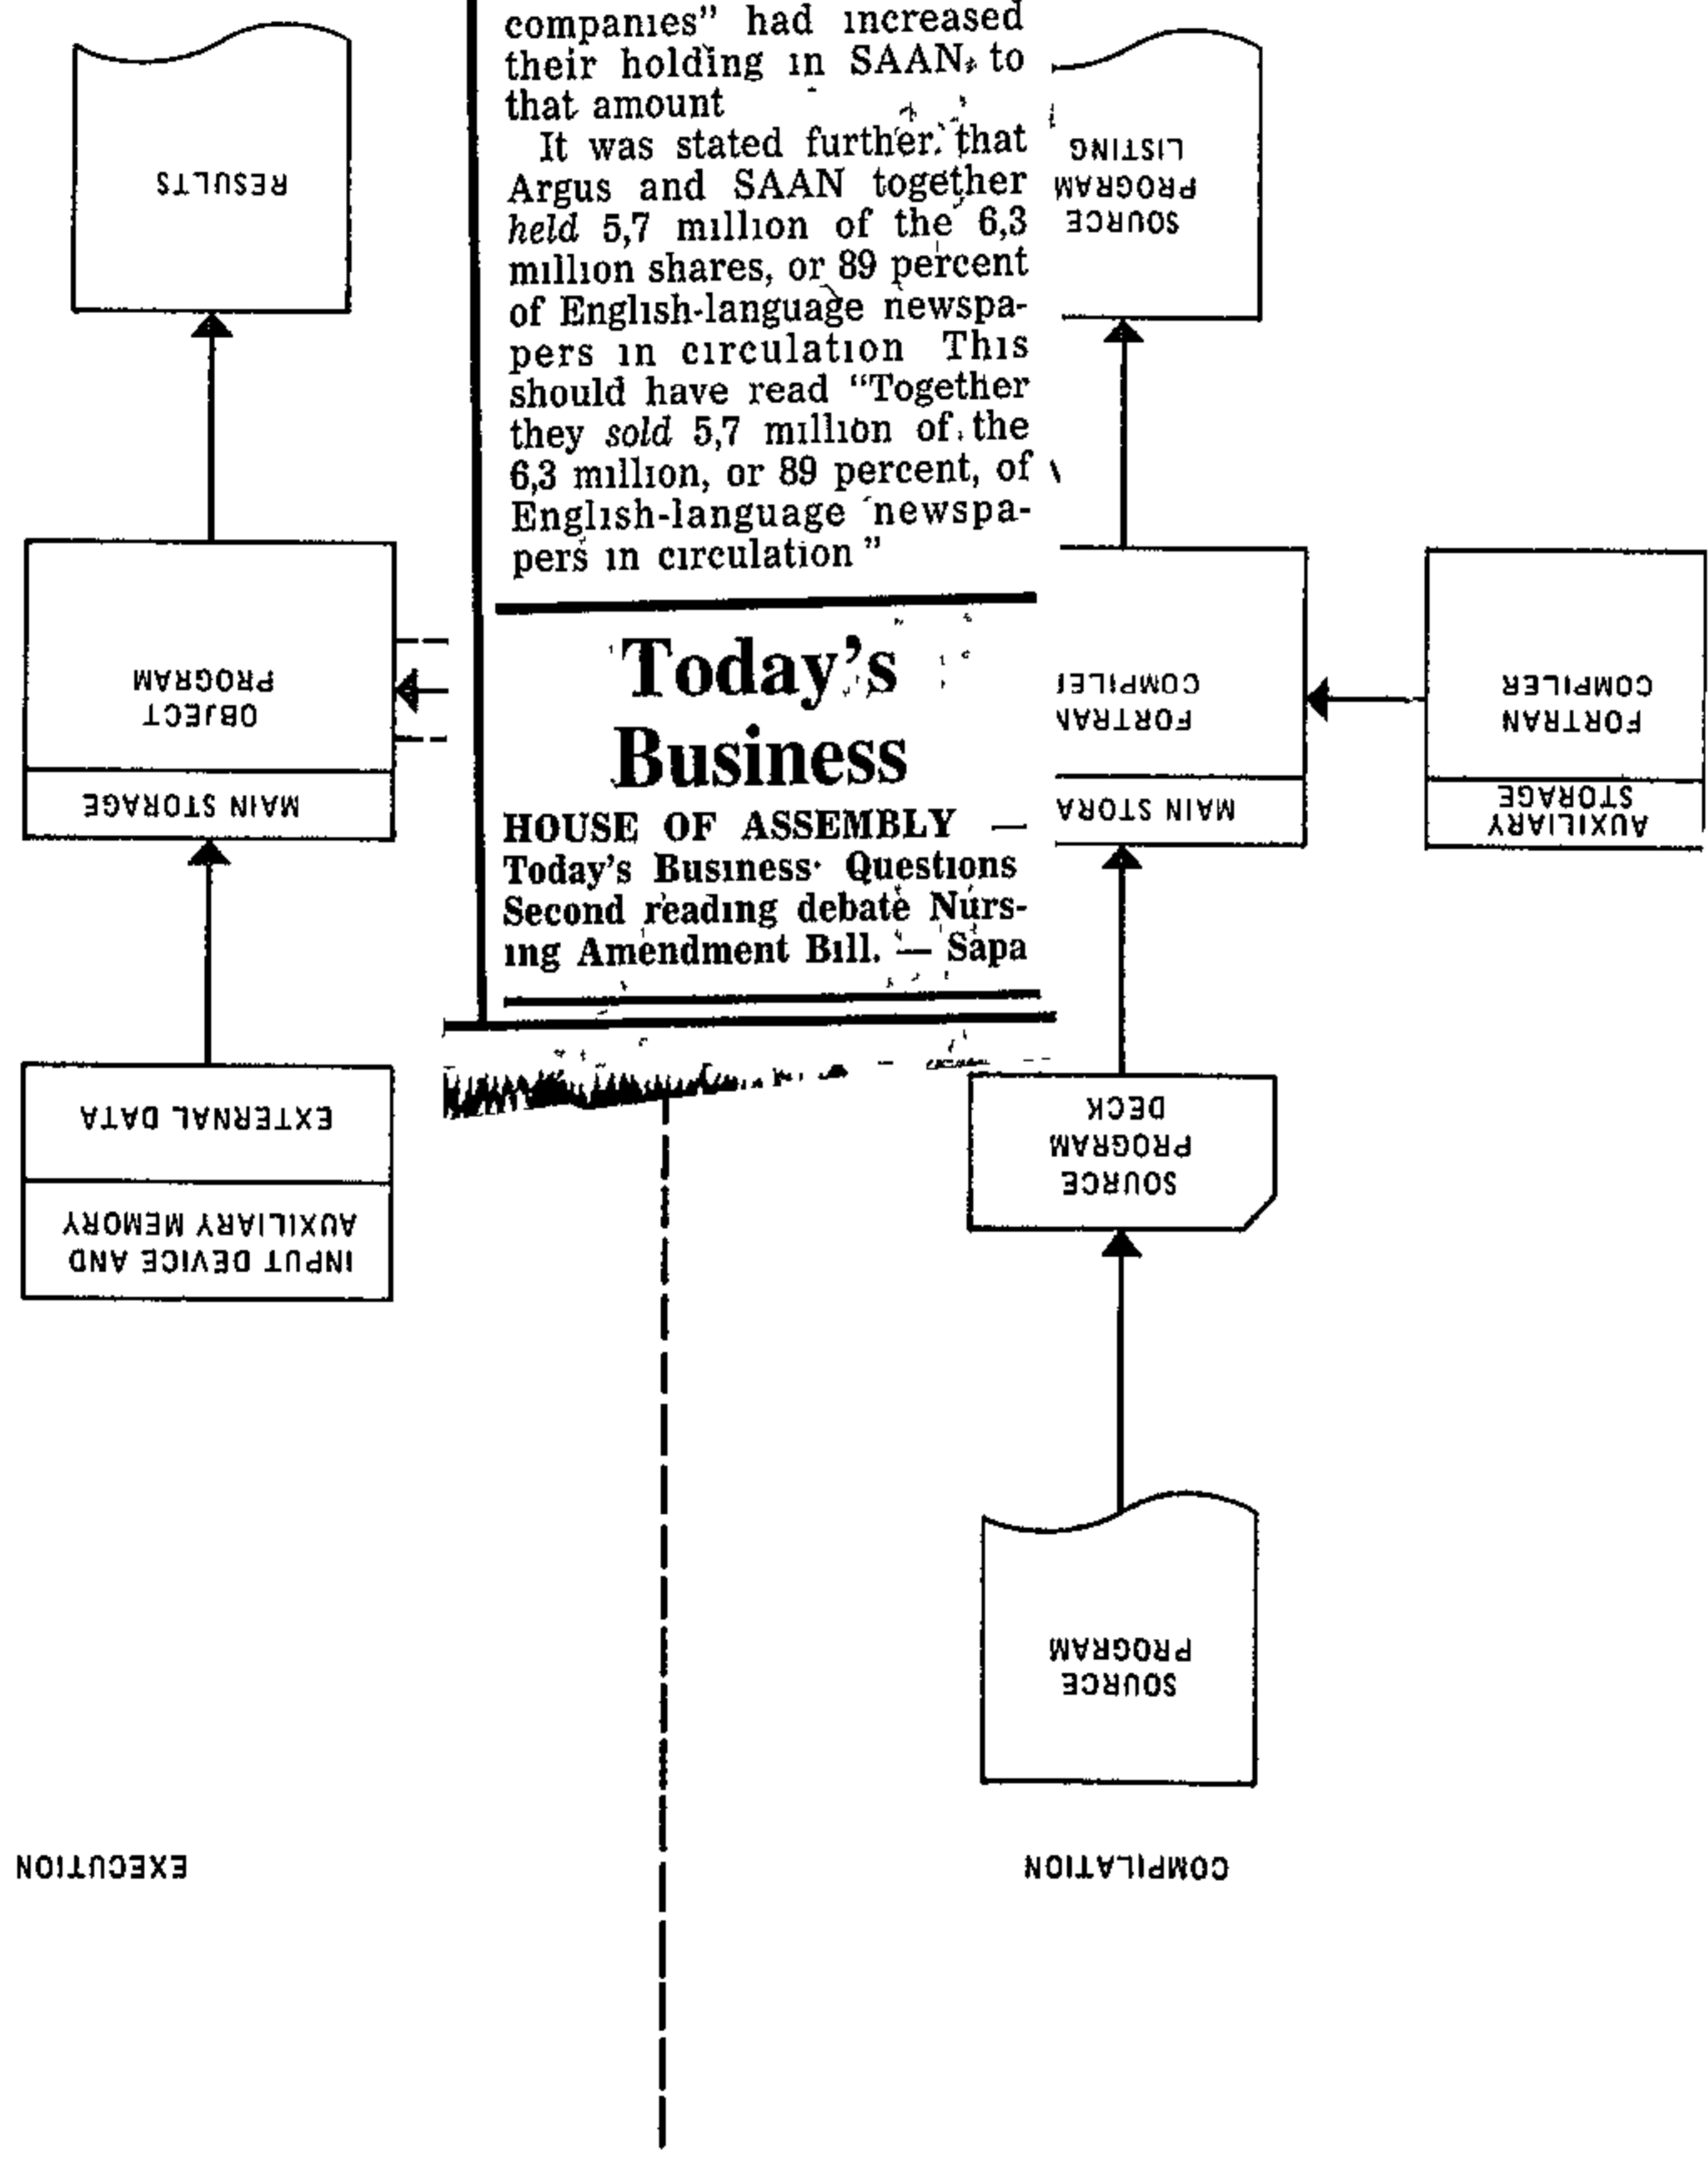 companies” had increased
their holding in SAAN, to
that amount
It was stated further that
Argus and SAAN together
held 5,7 million of the 6,3
million shares, or 89 percent
of English-language newspa-
pers in circulation This
should have read “Together
they sold 5,7 million of the
6,3 million, or 89 percent, of
English-language newspa-
pers in circulation”
Today’s
Business
HOUSE OF ASSEMBLY —
Today’s Business· Questions
Second reading debate Nurs-
ing Amendment Bill. — Sapa
COMPILATION
SOURCE
PROGRAM
SOURCE
PROGRAM
DECK
AUXILIARY
STORAGE
FORTRAN
COMPILER
MAIN STORA
FORTRAN
COMPILER
SOURCE
PROGRAM
LISTING
EXECUTION
INPUT DEVICE AND
AUXILIARY MEMORY
EXTERNAL DATA
MAIN STORAGE
OBJECT
PROGRAM
RESULTS